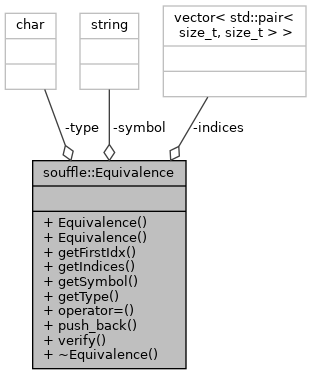 char
string
vector< std::pair<
size_t, size_t > >
-type
-symbol
-indices
souffle::Equivalence
+ Equivalence()
+ Equivalence()
+ getFirstIdx()
+ getIndices()
+ getSymbol()
+ getType()
+ operator=()
+ push_back()
+ verify()
+ ~Equivalence()